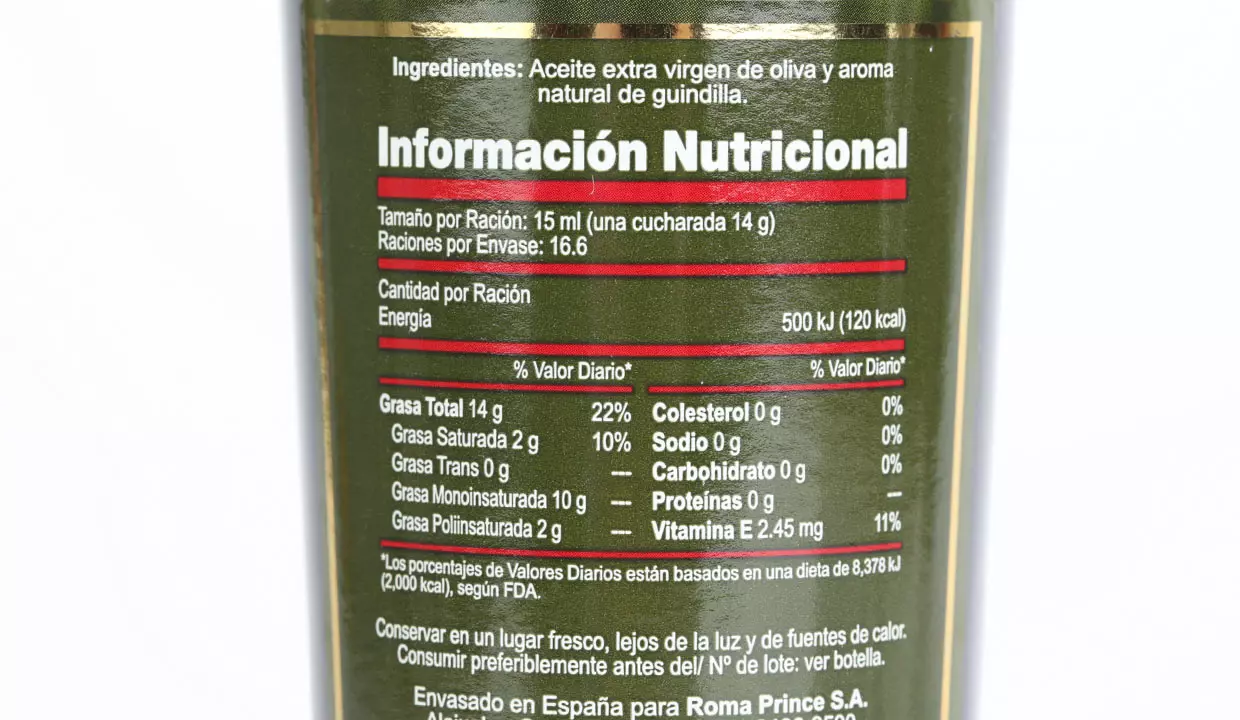 Ingredientes: Aceite extra virgen de oliva y aroma
natural de guindilla.
Información Nutricional
Tamaño por Ración: 15 ml (una cucharada 14 g)
Raciones por Envase: 16.6
Cantidad por Ración
Energía 500 kJ (120 kcal)
% Valor Diario* % Valor Diario*
Grasa Total 14 g 22% Colesterol 0 g 0%
Grasa Saturada 2 g 10% Sodio 0 g 0%
Grasa Trans 0 g --- Carbohidrato 0 g 0%
Grasa Monoinsaturada 10 g --- Proteínas 0 g ---
Grasa Poliinsaturada 2 g --- Vitamina E 2.45 mg 11%
*Los porcentajes de Valores Diarios están basados en una dieta de 8,378 kJ
(2,000 kcal), según FDA.
Conservar en un lugar fresco, lejos de la luz y de fuentes de calor.
Consumir preferiblemente antes del/ Nº de lote: ver botella.
Envasado en España para Roma Prince S.A.